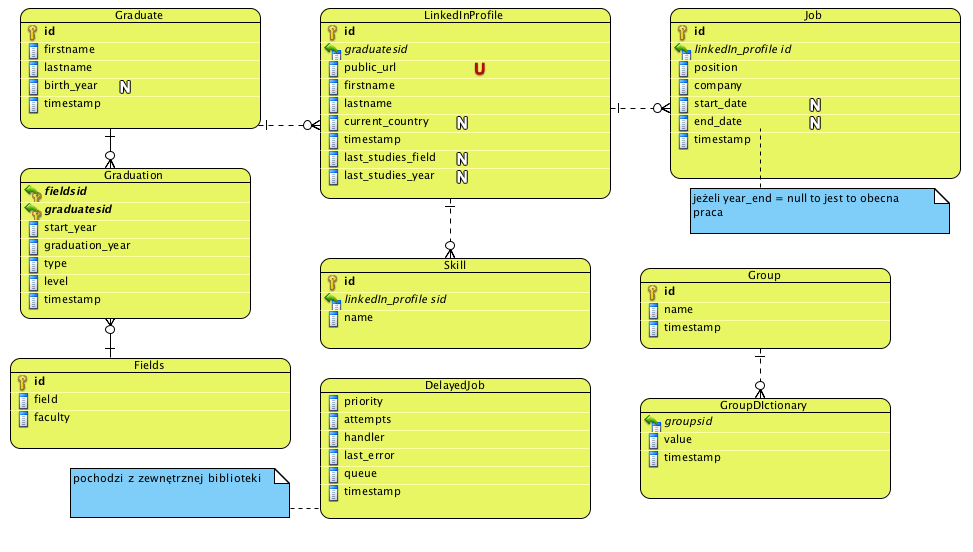 Graduate
id
firstname
lastname
birth_year N
timestamp
LinkedInProfile
id
graduatesid
public_url U
firstname
lastname
current_country N
timestamp
last_studies_field N
last_studies_year N
Job
id
linkedIn_profile id
position
company
start_date N
end_date N
timestamp
jeżeli year_end = null to jest to obecna
praca
Graduation
fieldsid
graduatesid
start_year
graduation_year
type
level
timestamp
Skill
id
linkedIn_profile sid
name
Group
id
name
timestamp
Fields
id
field
faculty
DelayedJob
priority
attempts
handler
last_error
queue
timestamp
GroupDIctionary
groupsid
value
timestamp
pochodzi z zewnętrznej biblioteki